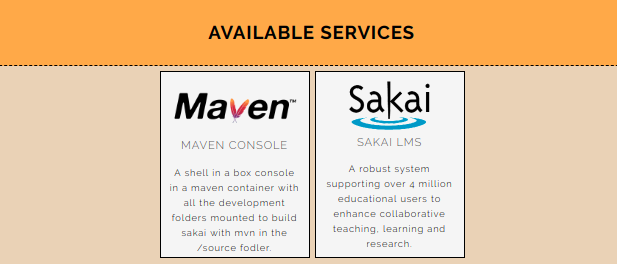 AVAILABLE SERVICES
Maven™
MAVEN CONSOLE
A shell in a box console
in a maven container with
all the development
folders mounted to build
sakai with mvn in the
/source fodler.
Sakai
SAKAI LMS
A robust system
supporting over 4 million
educational users to
enhance collaborative
teaching, learning and
research.